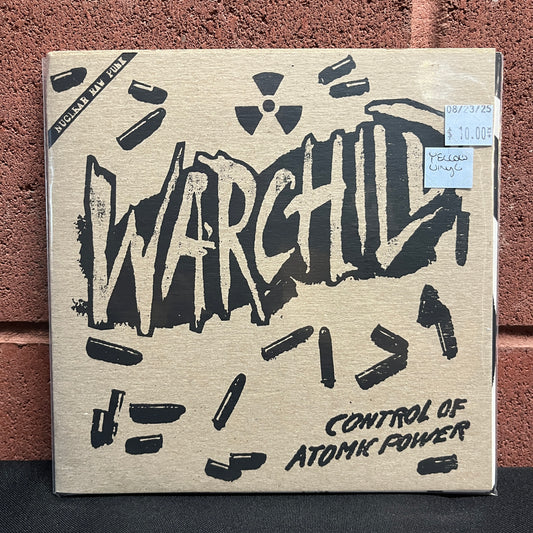 NUCLEAR RAW PUNK
08/23/25
$ 10.00
YELLOW
VINYL
WARCHILD
CONTROL OF
ATOMIK POWER